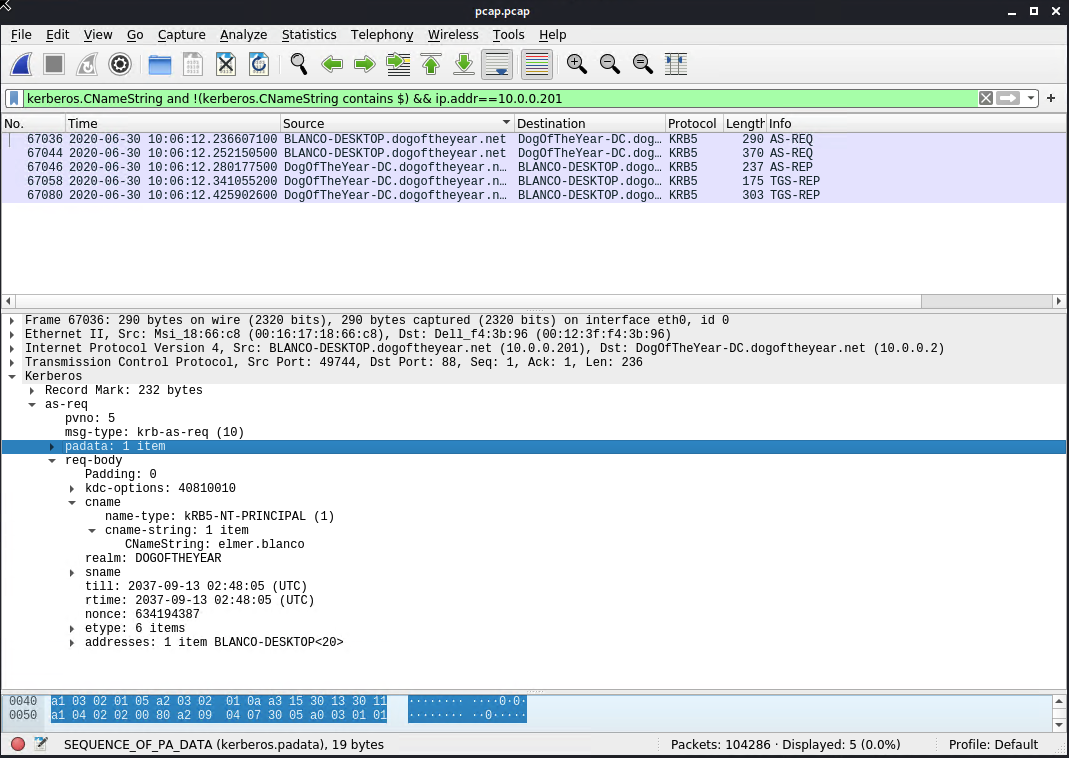 pcap.pcap
File Edit View Go Capture Analyze Statistics Telephony Wireless Tools Help
kerberos.CNameString and !(kerberos.CNameString contains $) && ip.addr==10.0.0.201
No. Time Source Destination Protocol Length Info
67036 2020-06-30 10:06:12.236607100 BLANCO-DESKTOP.dogoftheyear.net DogOfTheYear-DC.dog… KRB5 290 AS-REQ
67044 2020-06-30 10:06:12.252150500 BLANCO-DESKTOP.dogoftheyear.net DogOfTheYear-DC.dog… KRB5 370 AS-REQ
67046 2020-06-30 10:06:12.280177500 DogOfTheYear-DC.dogoftheyear.n… BLANCO-DESKTOP.dogo… KRB5 237 AS-REP
67058 2020-06-30 10:06:12.341055200 DogOfTheYear-DC.dogoftheyear.n… BLANCO-DESKTOP.dogo… KRB5 175 TGS-REP
67080 2020-06-30 10:06:12.425902600 DogOfTheYear-DC.dogoftheyear.n… BLANCO-DESKTOP.dogo… KRB5 303 TGS-REP
Frame 67036: 290 bytes on wire (2320 bits), 290 bytes captured (2320 bits) on interface eth0, id 0
Ethernet II, Src: Msi_18:66:c8 (00:16:17:18:66:c8), Dst: Dell_f4:3b:96 (00:12:3f:f4:3b:96)
Internet Protocol Version 4, Src: BLANCO-DESKTOP.dogoftheyear.net (10.0.0.201), Dst: DogOfTheYear-DC.dogoftheyear.net (10.0.0.2)
Transmission Control Protocol, Src Port: 49744, Dst Port: 88, Seq: 1, Ack: 1, Len: 236
Kerberos
Record Mark: 232 bytes
as-req
pvno: 5
msg-type: krb-as-req (10)
padata: 1 item
req-body
Padding: 0
kdc-options: 40810010
cname
name-type: kRB5-NT-PRINCIPAL (1)
cname-string: 1 item
CNameString: elmer.blanco
realm: DOGOFTHEYEAR
sname
till: 2037-09-13 02:48:05 (UTC)
rtime: 2037-09-13 02:48:05 (UTC)
nonce: 634194387
etype: 6 items
addresses: 1 item BLANCO-DESKTOP<20>
0040 a1 03 02 01 05 a2 03 02 01 0a a3 15 30 13 30 11 ········ ····0·0·
0050 a1 04 02 02 00 80 a2 09 04 07 30 05 a0 03 01 01 ········ ··0·····
SEQUENCE_OF_PA_DATA (kerberos.padata), 19 bytes
Packets: 104286 · Displayed: 5 (0.0%)
Profile: Default